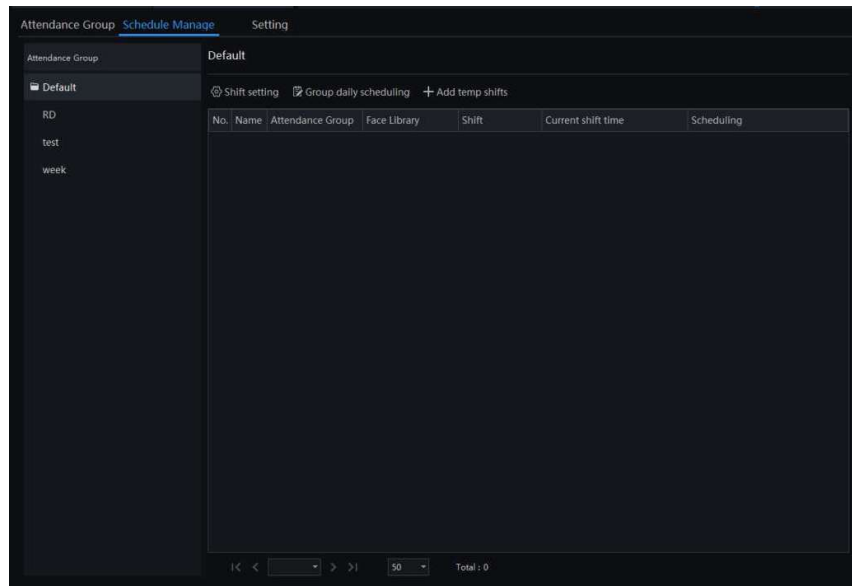 Attendance Group Schedule Manage Setting
Attendance Group
Default
RD
test
week
Default
Shift setting Group daily scheduling Add temp shifts
No. Name Attendance Group Face Library Shift Current shift time Scheduling
50 Total : 0